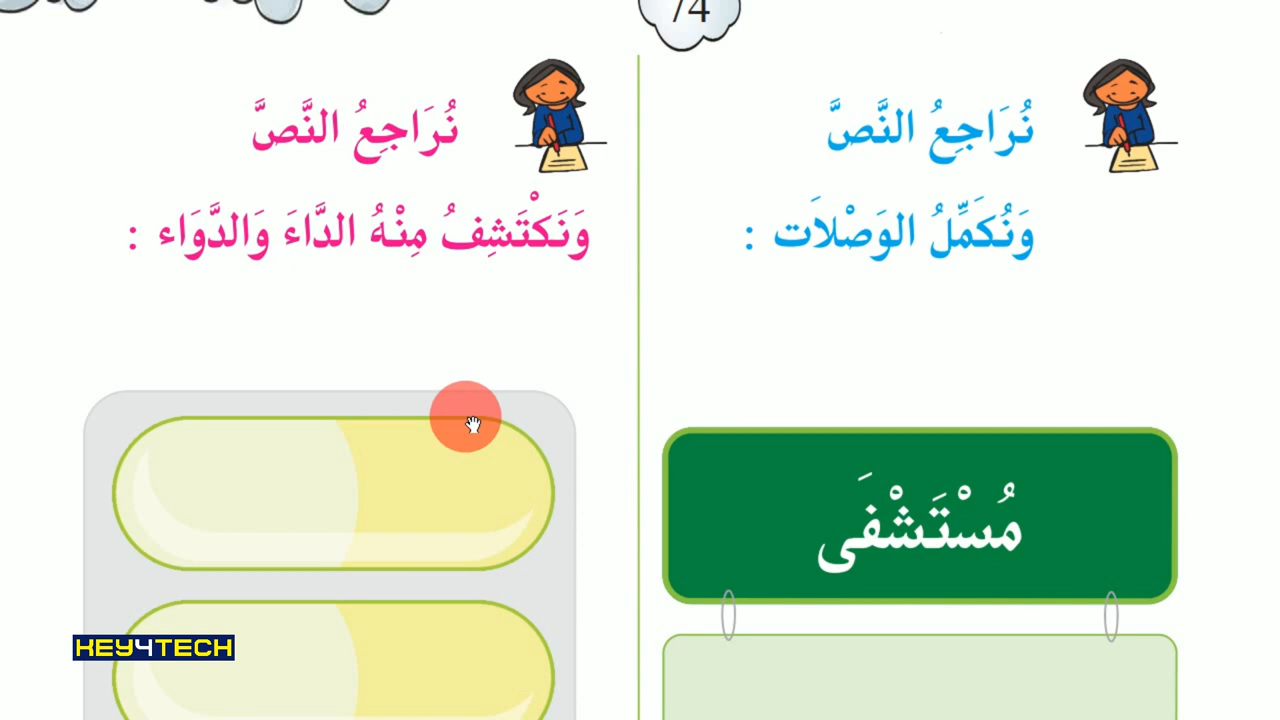 74
نُرَاجِعُ النَّصَّ
وَنُكَمِّلُ الوَصْلَات :
مُسْتَشْفَى
نُرَاجِعُ النَّصَّ
وَنَكْتَشِفُ مِنْهُ الدَّاءَ وَالدَّوَاء :
KEY4TECH